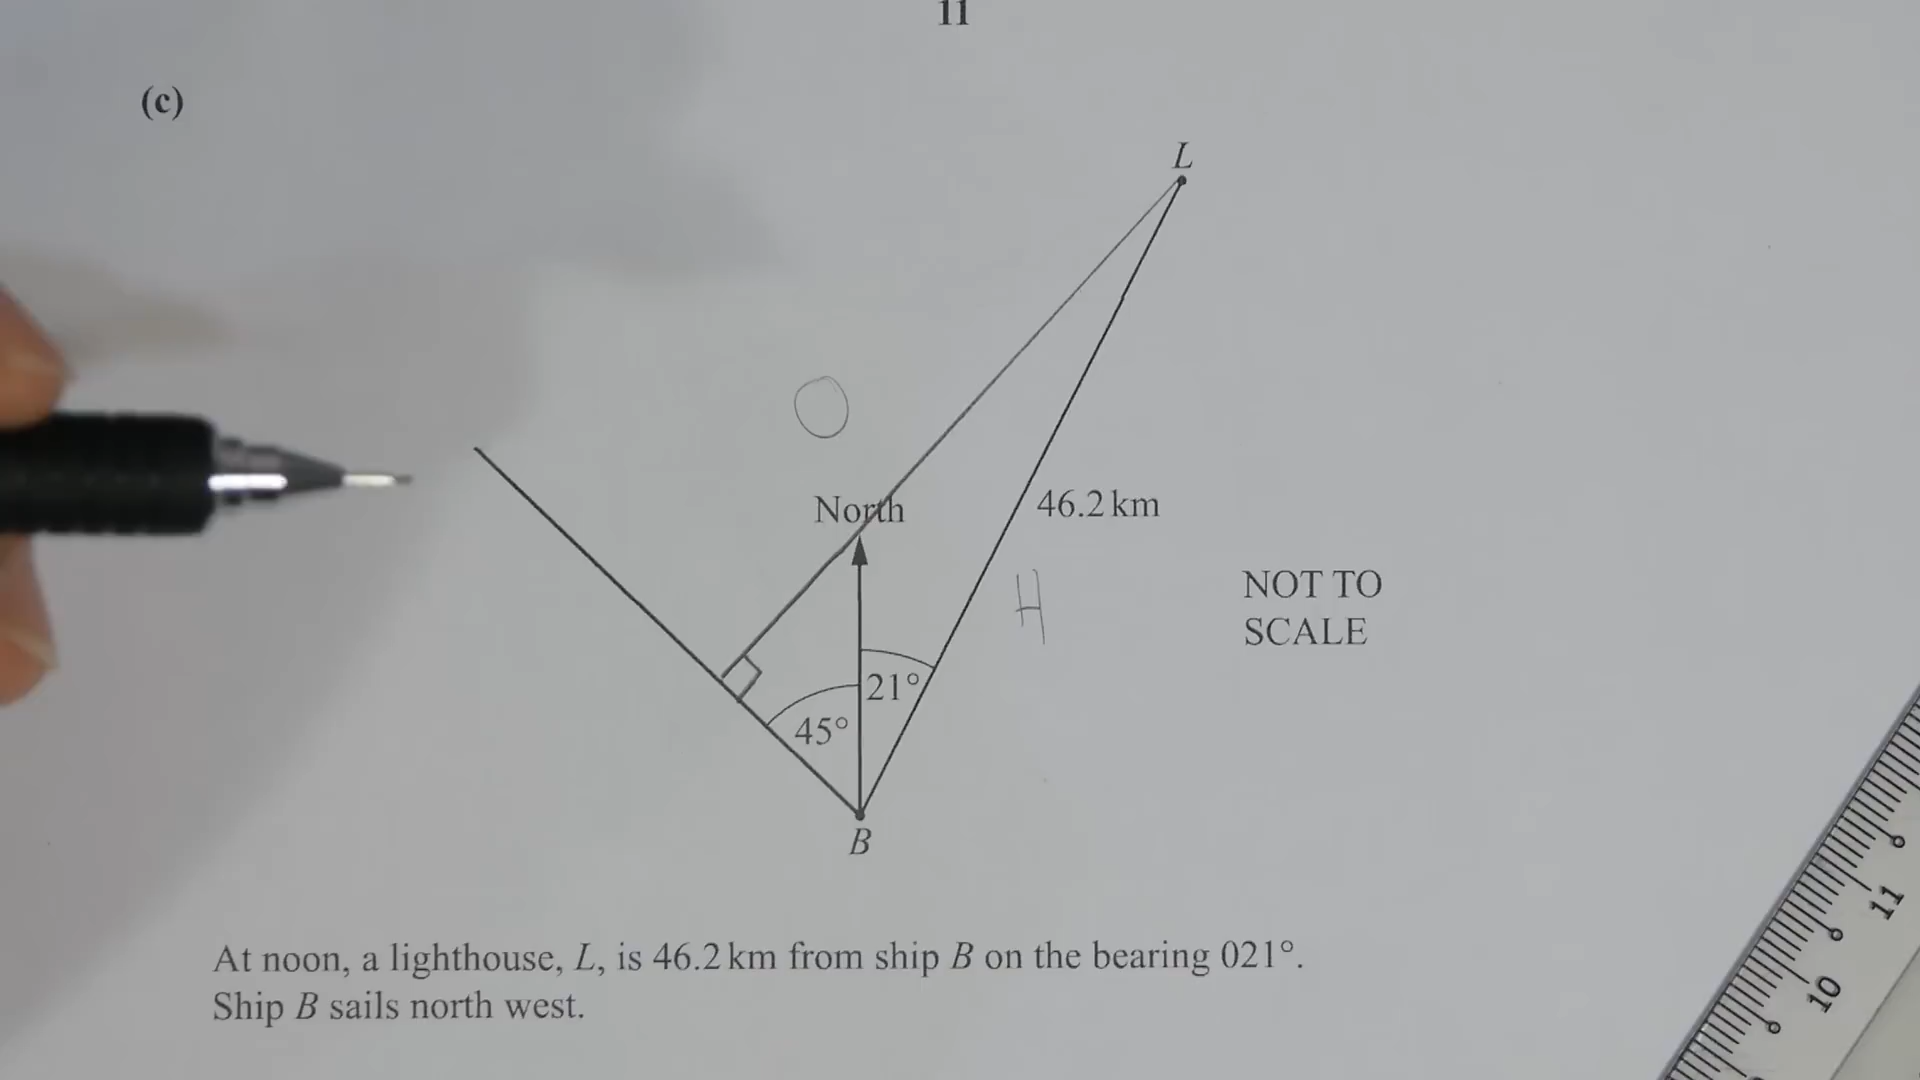 11
(c)
L
O
North
46.2 km
H
NOT TO
SCALE
21°
45°
B
At noon, a lighthouse, L, is 46.2 km from ship B on the bearing 021°.
Ship B sails north west.
11
10